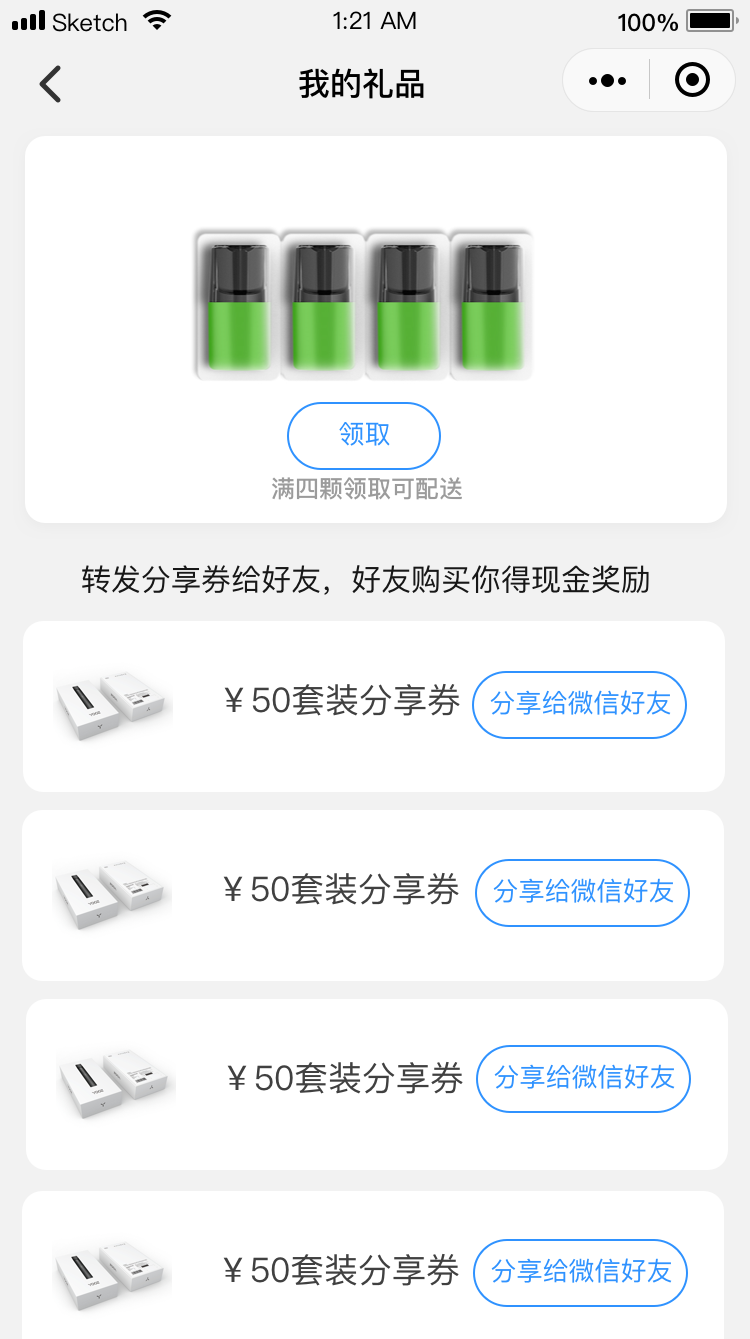 Sketch 1:21 AM 100%
我的礼品
领取
满四颗领取可配送
转发分享券给好友，好友购买你得现金奖励
￥50套装分享券 分享给微信好友
￥50套装分享券 分享给微信好友
￥50套装分享券 分享给微信好友
￥50套装分享券 分享给微信好友